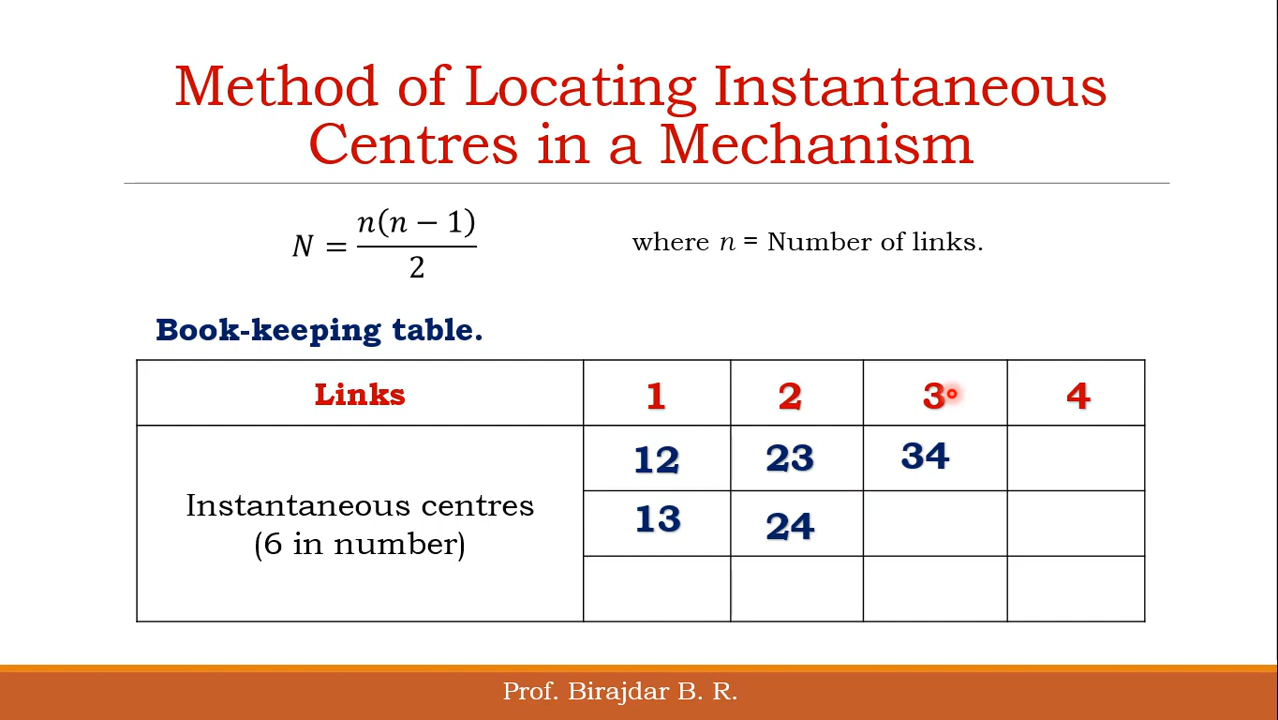 Method of Locating Instantaneous
Centres in a Mechanism
N = n(n − 1)/2
where n = Number of links.
Book-keeping table.
Links 1 2 3 4
12 23 34
Instantaneous centres
(6 in number)
13 24
Prof. Birajdar B. R.